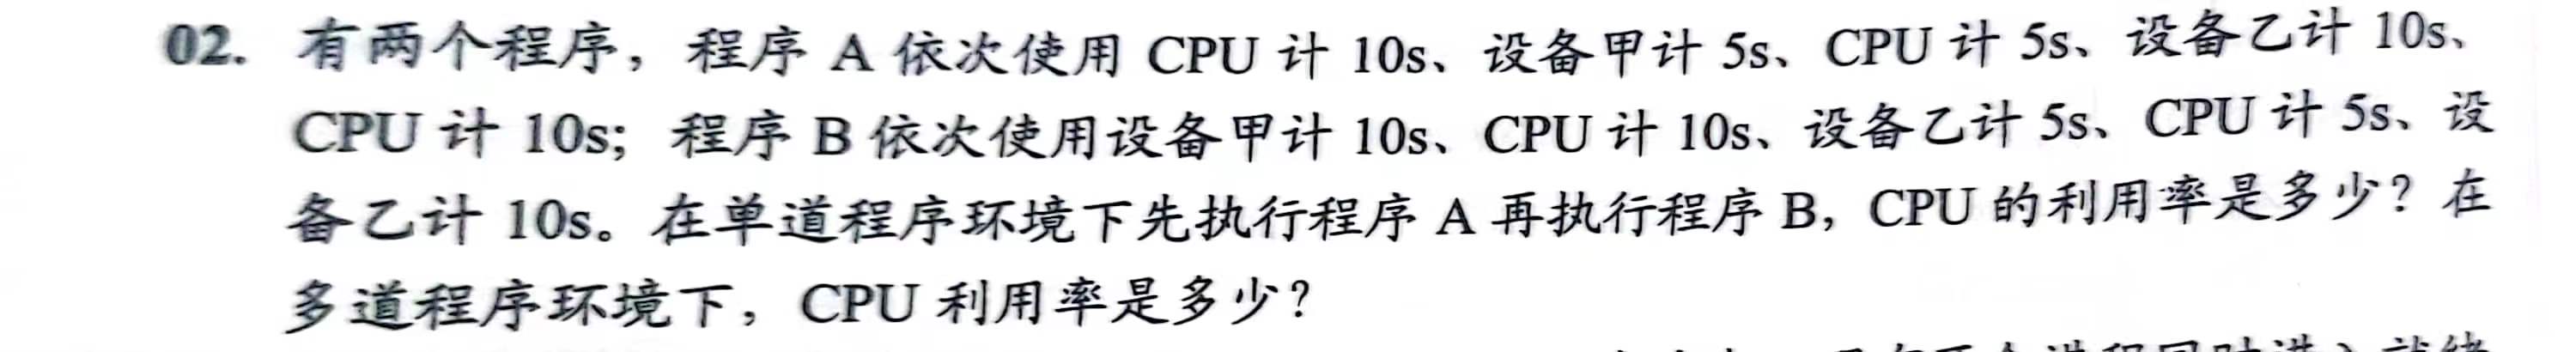 02. 有两个程序，程序 A 依次使用 CPU 计 10s、设备甲计 5s、CPU 计 5s、设备乙计 10s、
CPU 计 10s；程序 B 依次使用设备甲计 10s、CPU 计 10s、设备乙计 5s、CPU 计 5s、设
备乙计 10s。在单道程序环境下先执行程序 A 再执行程序 B，CPU 的利用率是多少？在
多道程序环境下，CPU 利用率是多少？